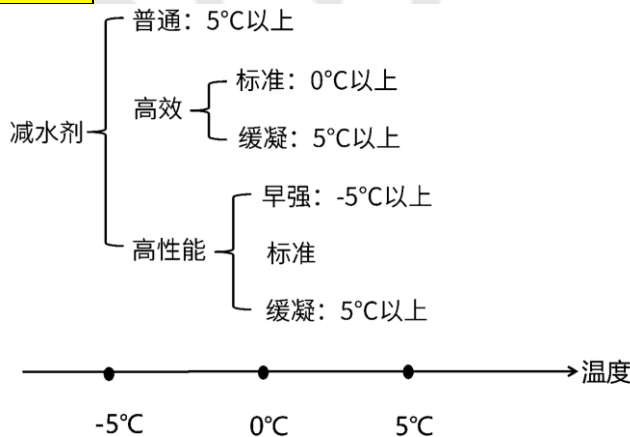 普通：5℃以上
标准：0℃以上
高效
减水剂
缓凝：5℃以上
早强：-5℃以上
高性能
标准
缓凝：5℃以上
温度
-5℃ 0℃ 5℃